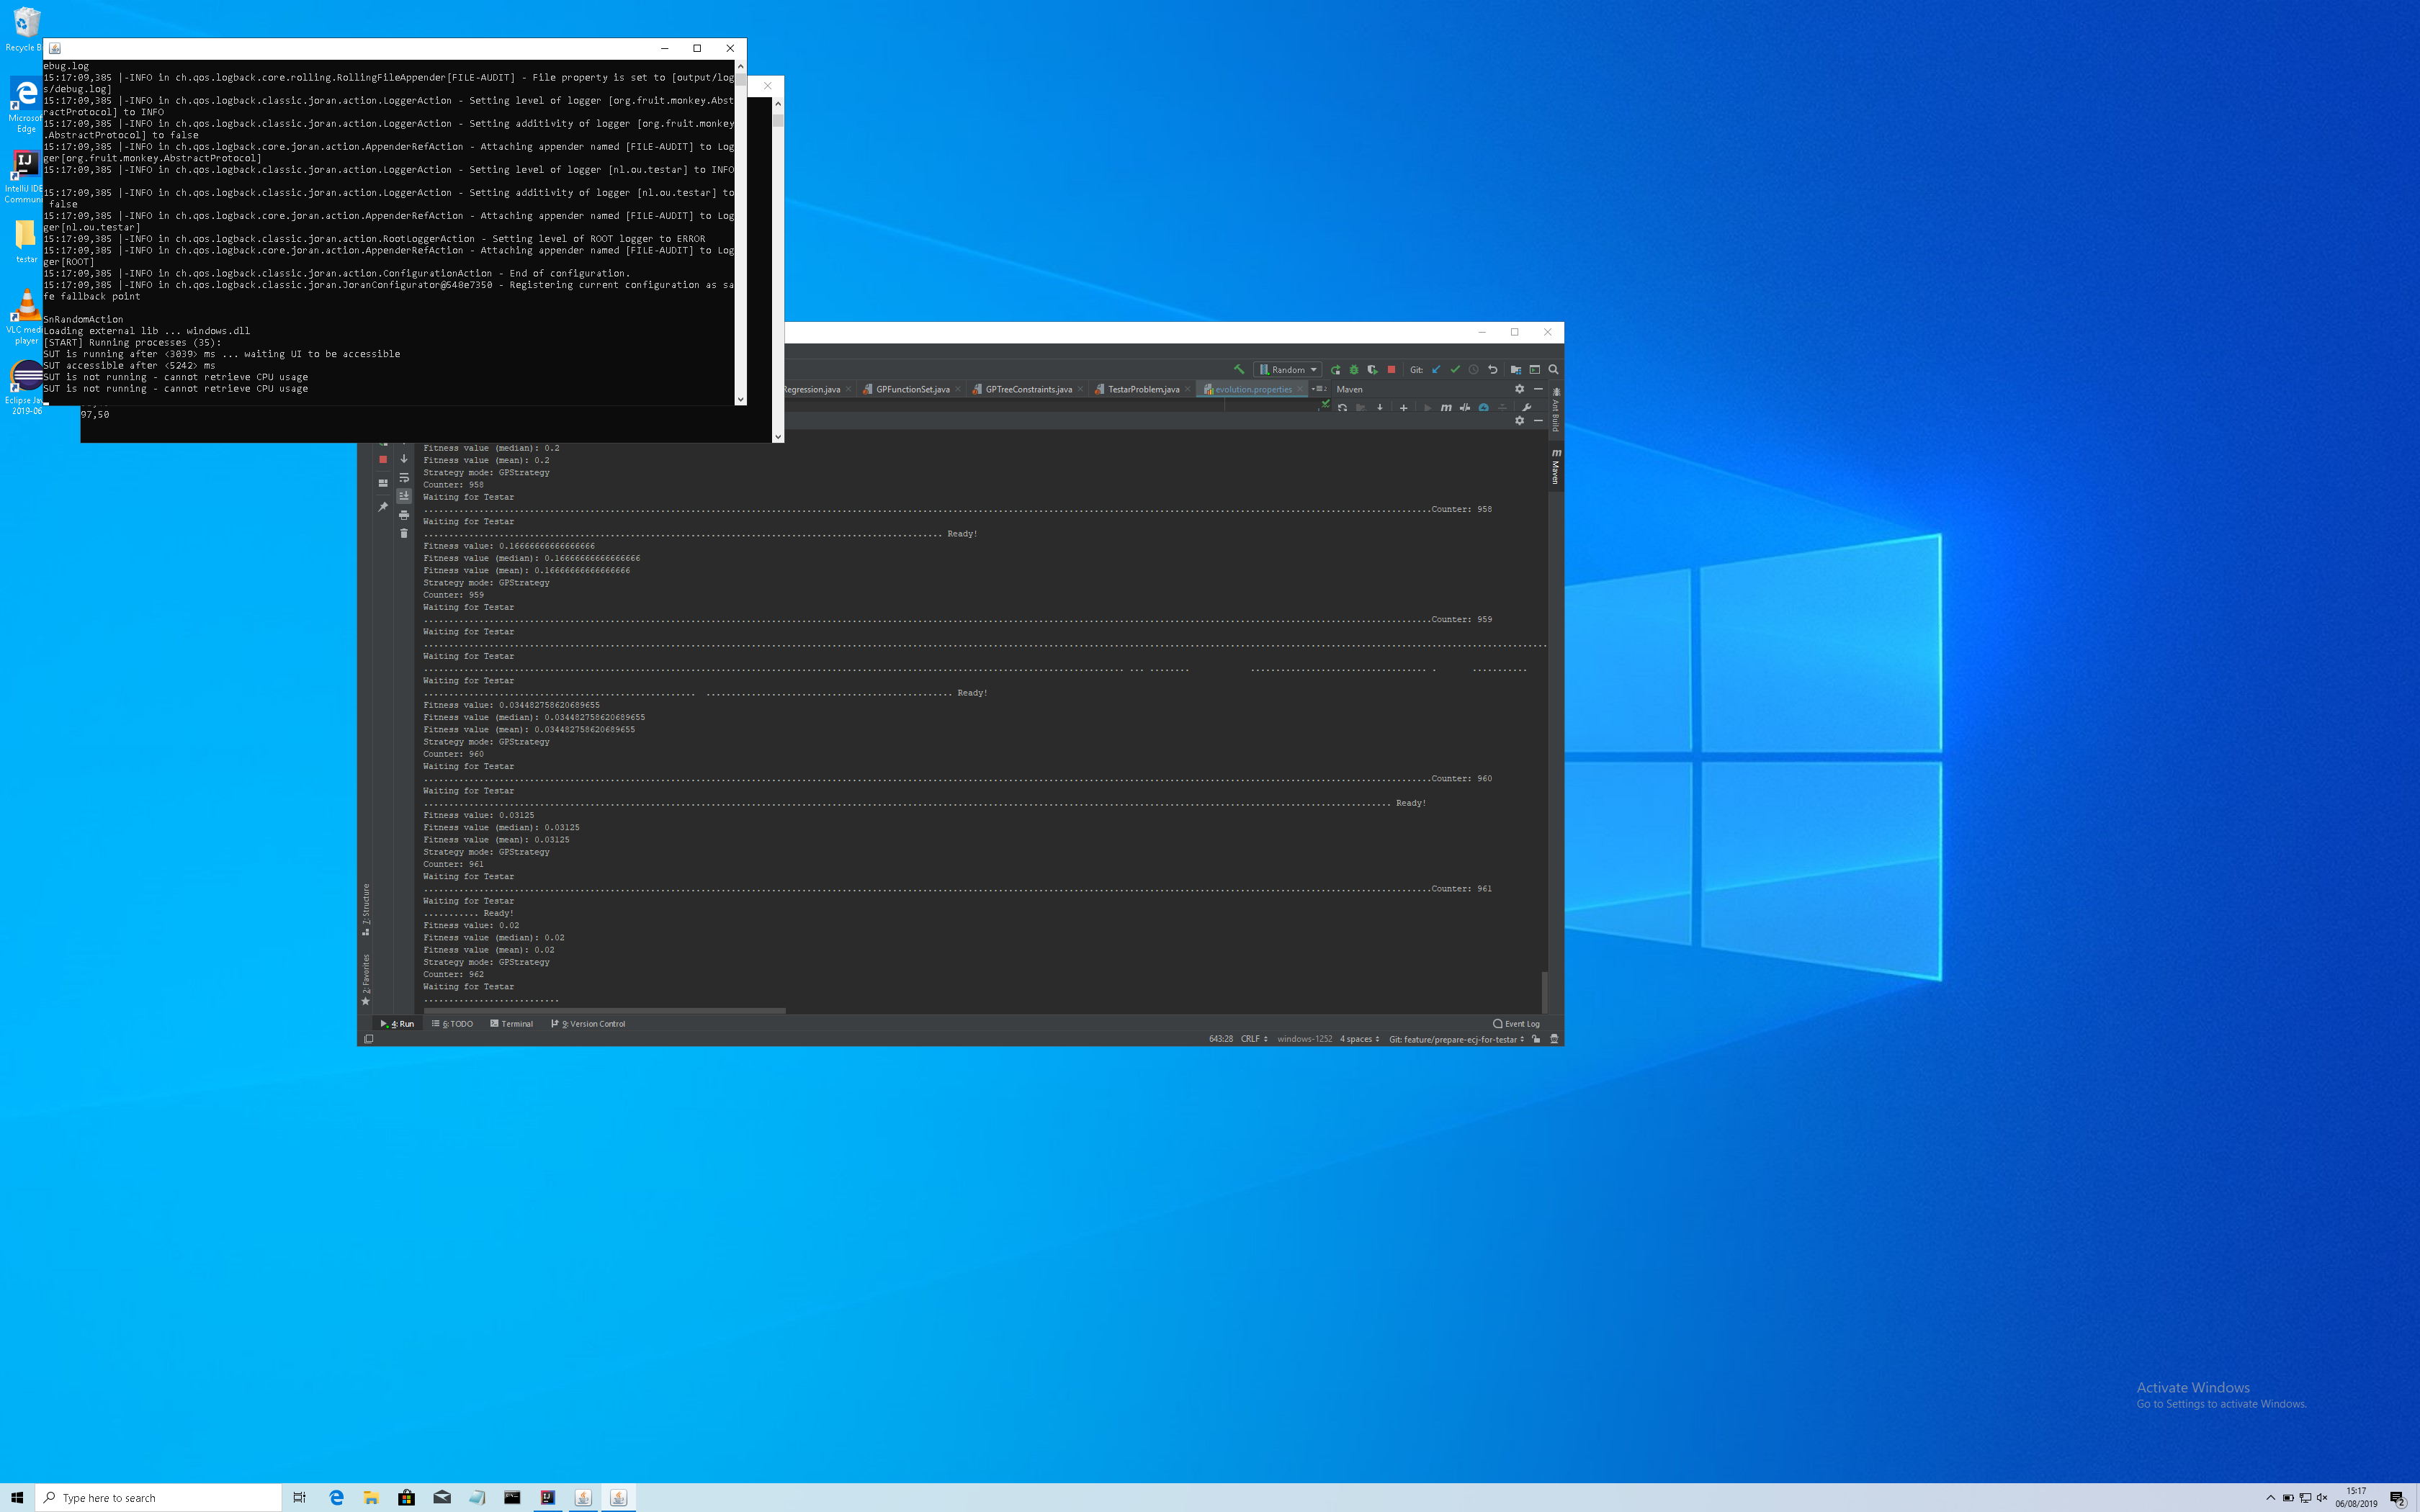 Recycle B
Microsof
Edge
IntelliJ IDE
Commun
testar
VLC medi
player
Eclipse Jav
2019-06
ebug.log
15:17:09,385 |-INFO in ch.qos.logback.core.rolling.RollingFileAppender[FILE-AUDIT] - File property is set to [output/log
s/debug.log]
15:17:09,385 |-INFO in ch.qos.logback.classic.joran.action.LoggerAction - Setting level of logger [org.fruit.monkey.Abst
ractProtocol] to INFO
15:17:09,385 |-INFO in ch.qos.logback.classic.joran.action.LoggerAction - Setting additivity of logger [org.fruit.monkey
.AbstractProtocol] to false
15:17:09,385 |-INFO in ch.qos.logback.core.joran.action.AppenderRefAction - Attaching appender named [FILE-AUDIT] to Log
ger[org.fruit.monkey.AbstractProtocol]
15:17:09,385 |-INFO in ch.qos.logback.classic.joran.action.LoggerAction - Setting level of logger [nl.ou.testar] to INFO
15:17:09,385 |-INFO in ch.qos.logback.classic.joran.action.LoggerAction - Setting additivity of logger [nl.ou.testar] to
false
15:17:09,385 |-INFO in ch.qos.logback.core.joran.action.AppenderRefAction - Attaching appender named [FILE-AUDIT] to Log
ger[nl.ou.testar]
15:17:09,385 |-INFO in ch.qos.logback.classic.joran.action.RootLoggerAction - Setting level of ROOT logger to ERROR
15:17:09,385 |-INFO in ch.qos.logback.core.joran.action.AppenderRefAction - Attaching appender named [FILE-AUDIT] to Log
ger[ROOT]
15:17:09,385 |-INFO in ch.qos.logback.classic.joran.action.ConfigurationAction - End of configuration.
15:17:09,385 |-INFO in ch.qos.logback.classic.joran.JoranConfigurator@548e7350 - Registering current configuration as sa
fe fallback point
SnRandomAction
Loading external lib ... windows.dll
[START] Running processes (35):
SUT is running after <3039> ms ... waiting UI to be accessible
SUT accessible after <5242> ms
SUT is not running - cannot retrieve CPU usage
SUT is not running - cannot retrieve CPU usage
97,50
Random
Git:
Regression.java
GPFunctionSet.java
GPTreeConstraints.java
TestarProblem.java
evolution.properties
Maven
Ant Build
Maven
Fitness value (median): 0.2
Fitness value (mean): 0.2
Strategy mode: GPStrategy
Counter: 958
Waiting for Testar
Counter: 958
Waiting for Testar
Ready!
Fitness value: 0.16666666666666666
Fitness value (median): 0.16666666666666666
Fitness value (mean): 0.16666666666666666
Strategy mode: GPStrategy
Counter: 959
Waiting for Testar
Counter: 959
Waiting for Testar
Waiting for Testar
Waiting for Testar
Ready!
Fitness value: 0.034482758620689655
Fitness value (median): 0.034482758620689655
Fitness value (mean): 0.034482758620689655
Strategy mode: GPStrategy
Counter: 960
Waiting for Testar
Counter: 960
Waiting for Testar
Ready!
Fitness value: 0.03125
Fitness value (median): 0.03125
Fitness value (mean): 0.03125
Strategy mode: GPStrategy
Counter: 961
Waiting for Testar
Counter: 961
Waiting for Testar
........... Ready!
Fitness value: 0.02
Fitness value (median): 0.02
Fitness value (mean): 0.02
Strategy mode: GPStrategy
Counter: 962
Waiting for Testar
...........................
7: Structure
2: Favorites
4: Run
6: TODO
Terminal
9: Version Control
Event Log
643:28 CRLF windows-1252 4 spaces Git: feature/prepare-ecj-for-testar
Activate Windows
Go to Settings to activate Windows.
Type here to search
15:17
06/08/2019
2